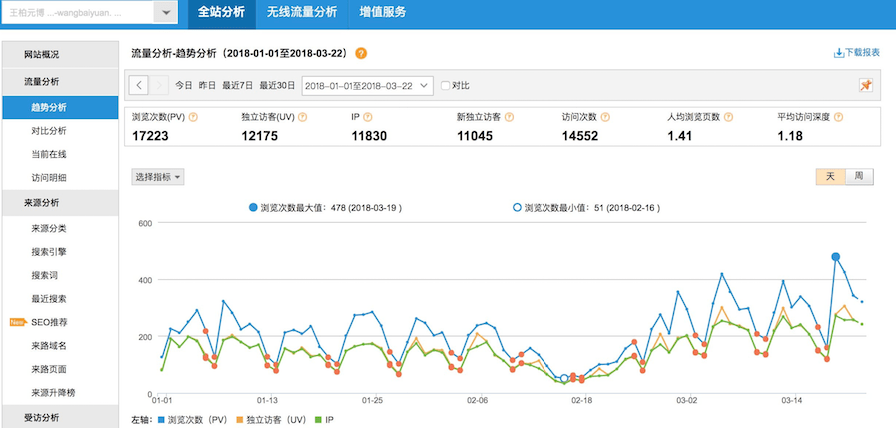 王柏元博 ...-wangbaiyuan. ...
全站分析 无线流量分析 增值服务
网站概况
流量分析
趋势分析
对比分析
当前在线
访问明细
来源分析
来源分类
搜索引擎
搜索词
最近搜索
New SEO推荐
来路域名
来路页面
来源升降榜
受访分析
流量分析-趋势分析（2018-01-01至2018-03-22） ?
下载报表
今日 昨日 最近7日 最近30日 2018-01-01至2018-03-22 对比
浏览次数(PV) ? 独立访客(UV) ? IP ? 新独立访客 ? 访问次数 ? 人均浏览页数 ? 平均访问深度 ?
17223 12175 11830 11045 14552 1.41 1.18
选择指标
天 周
浏览次数最大值：478 (2018-03-19 ) 浏览次数最小值：51 (2018-02-16 )
600
400
200
0
01-01 01-13 01-25 02-06 02-18 03-02 03-14
左轴： 浏览次数（PV） 独立访客（UV） IP